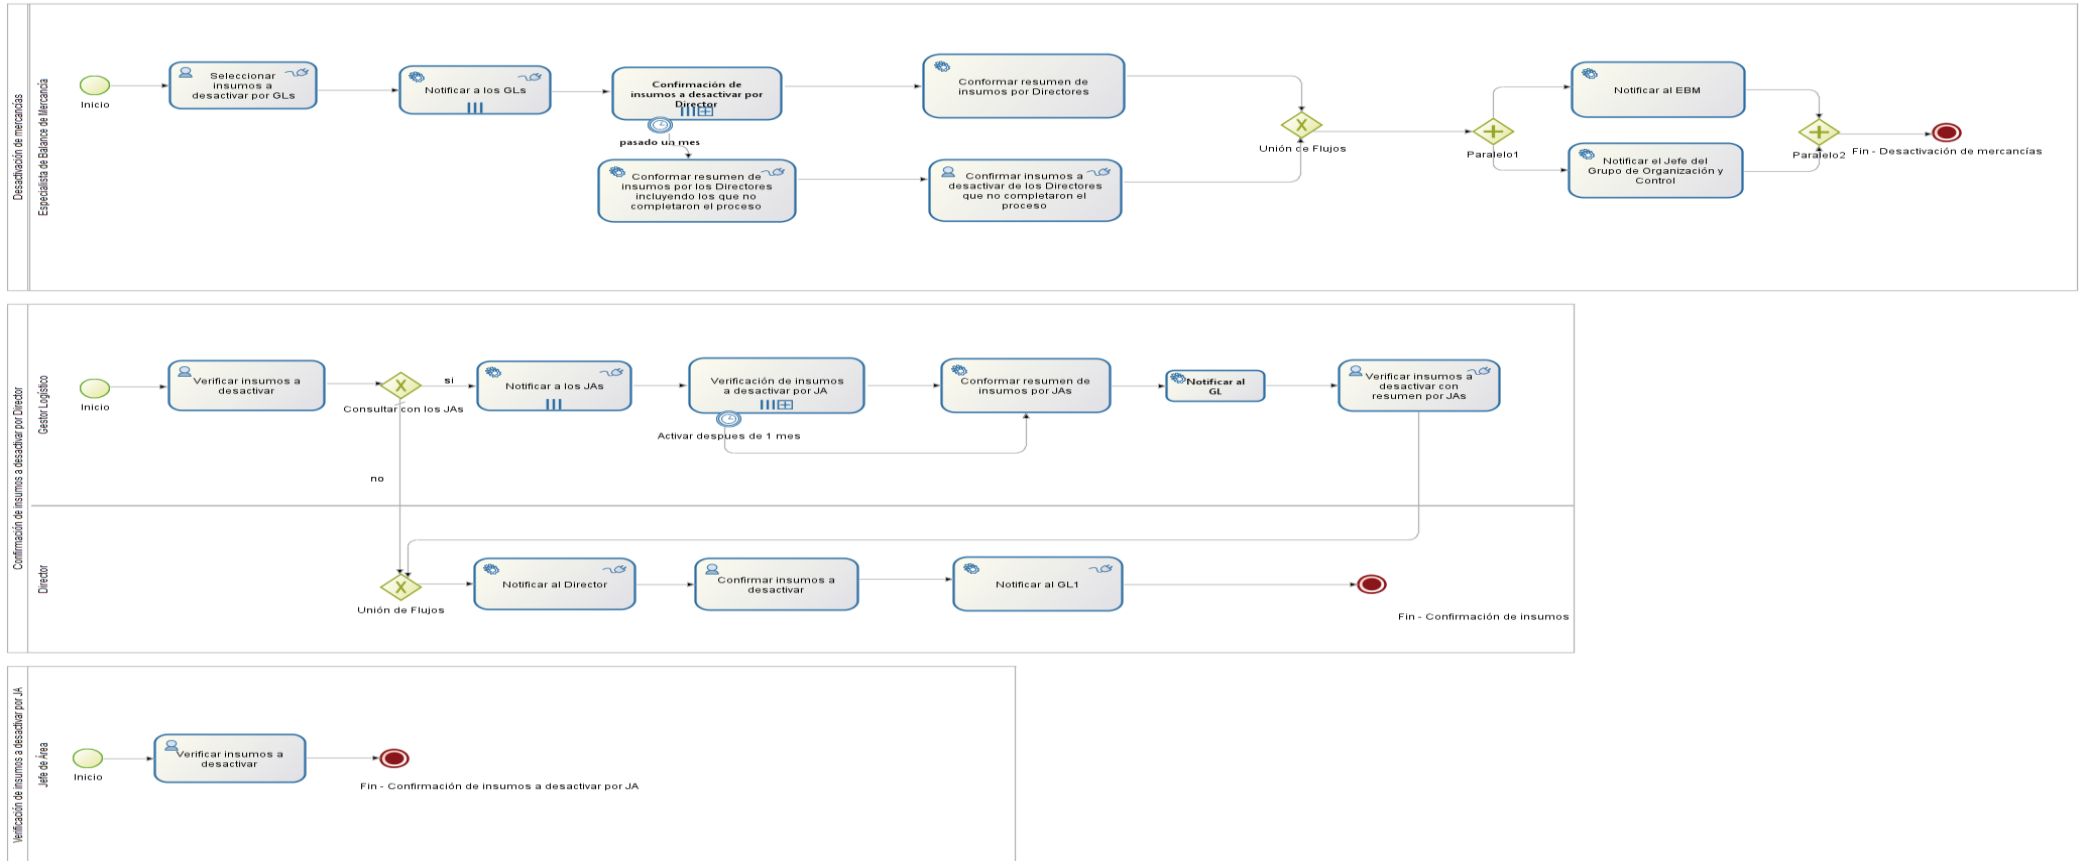 Desactivación de mercancías
Especialista de Balance de Mercancía
Inicio
Seleccionar
insumos a
desactivar por GLs
Notificar a los GLs
Confirmación de
insumos a desactivar por
Director
pasado un mes
Conformar resumen de
insumos por Directores
Conformar resumen de
insumos por los Directores
incluyendo los que no
completaron el proceso
Confirmar insumos a
desactivar de los Directores
que no completaron el
proceso
Unión de Flujos
Paralelo1
Notificar al EBM
Notificar el Jefe del
Grupo de Organización y
Control
Paralelo2
Fin - Desactivación de mercancías
Confirmación de insumos a desactivar por Director
Gestor Logístico
Inicio
Verificar insumos a
desactivar
Consultar con los JAs
si
no
Notificar a los JAs
Verificación de insumos
a desactivar por JA
Activar despues de 1 mes
Conformar resumen de
insumos por JAs
Notificar al
GL
Verificar insumos a
desactivar con
resumen por JAs
Director
Unión de Flujos
Notificar al Director
Confirmar insumos a
desactivar
Notificar al GL1
Fin - Confirmación de insumos
Verificación de insumos a desactivar por JA
Jefe de Área
Inicio
Verificar insumos a
desactivar
Fin - Confirmación de insumos a desactivar por JA